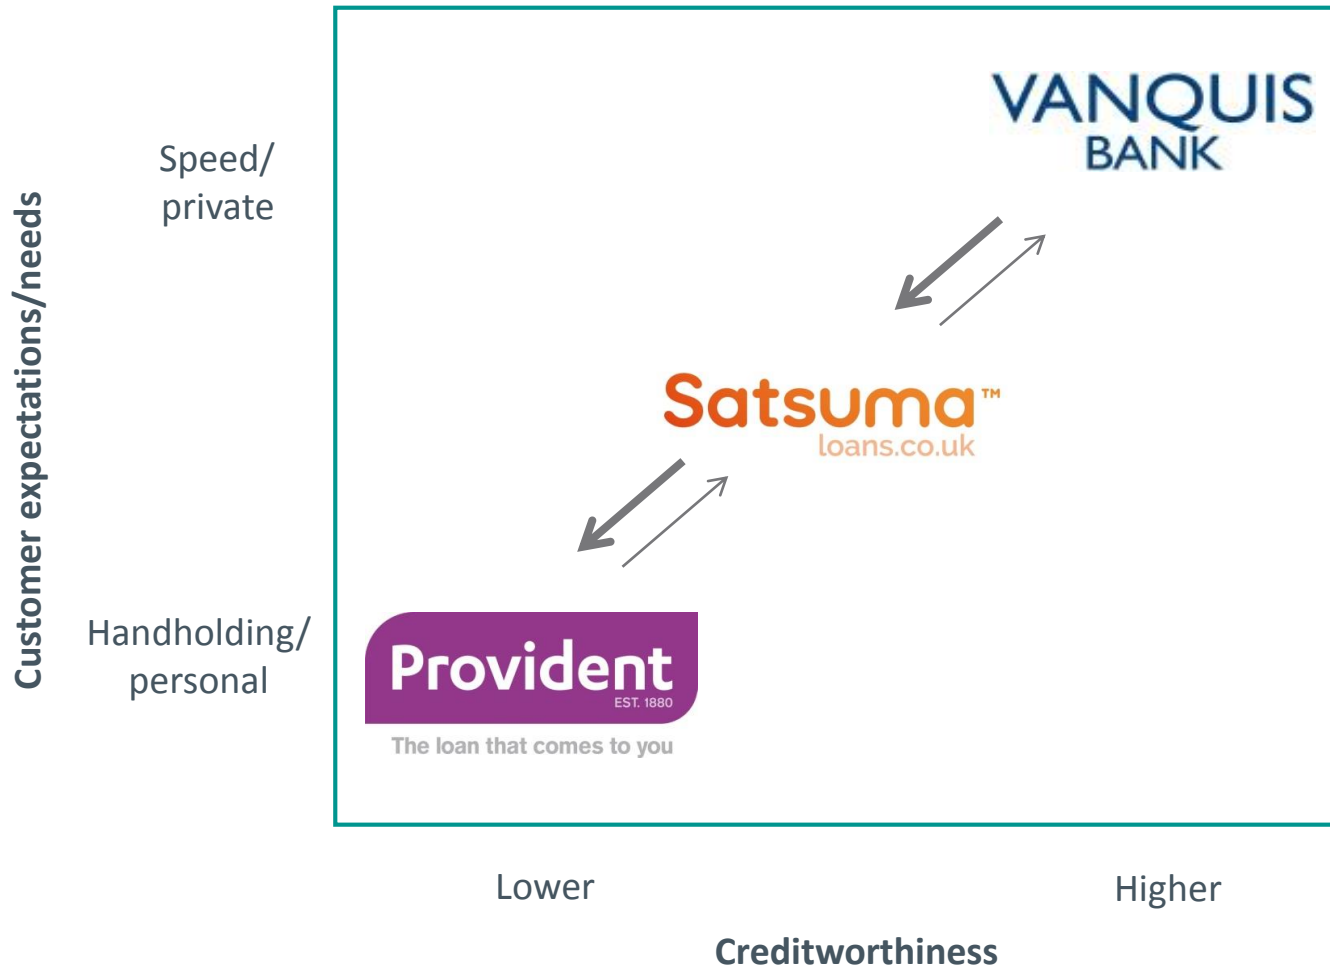 VANQUIS
BANK
Speed/
private
Customer expectations/needs
Satsuma™
loans.co.uk
Handholding/
personal
Provident
EST. 1880
The loan that comes to you
Lower
Higher
Creditworthiness